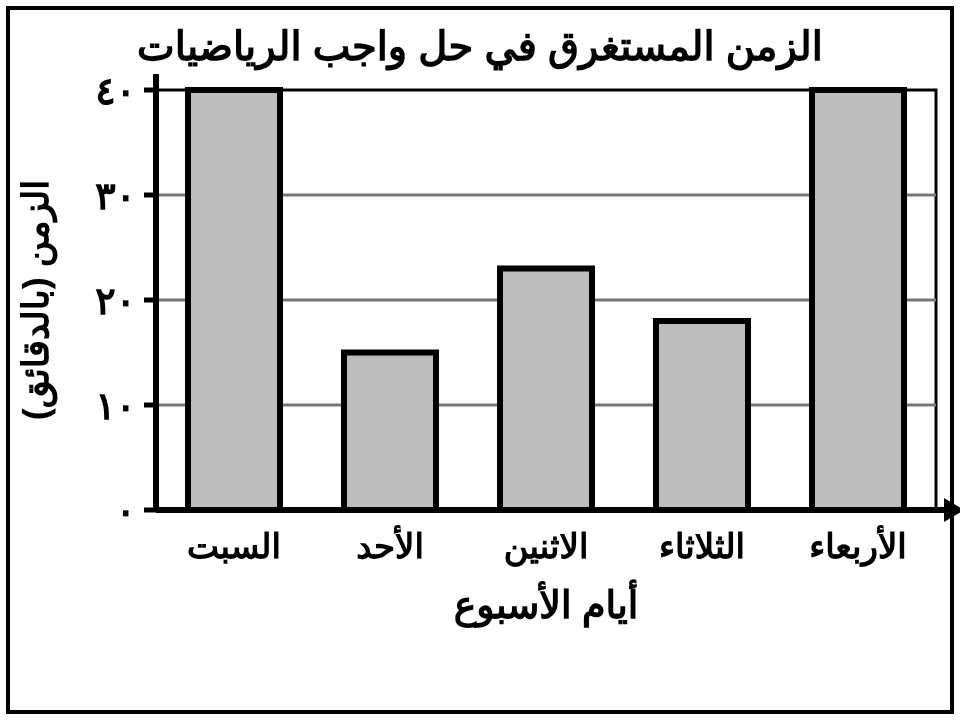 الزمن المستغرق في حل واجب الرياضيات
الزمن (بالدقائق)
٤٠
٣٠
٢٠
١٠
٠
السبت
الأحد
الاثنين
الثلاثاء
الأربعاء
أيام الأسبوع